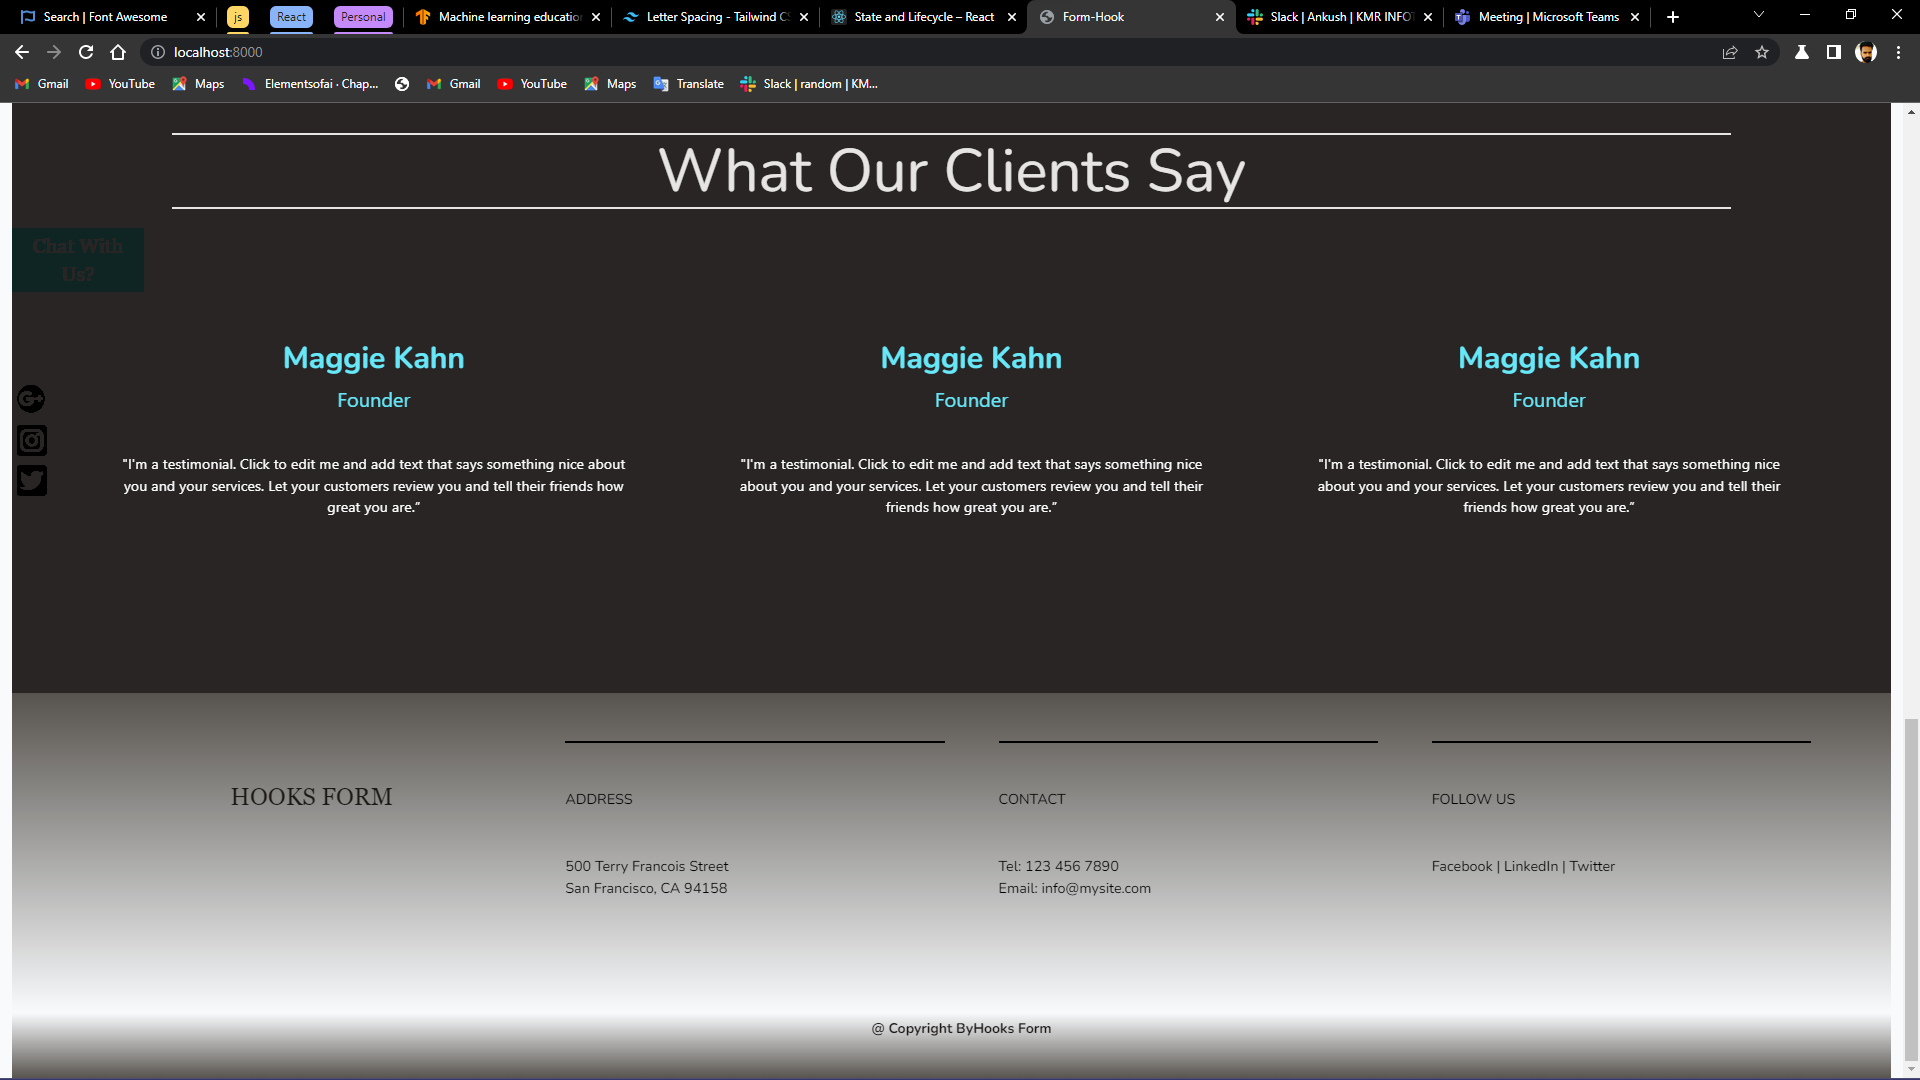 Search | Font Awesome
js
React
Personal
Machine learning educatio
Letter Spacing - Tailwind CS
State and Lifecycle – React
Form-Hook
Slack | Ankush | KMR INFO
Meeting | Microsoft Teams
localhost:8000
Gmail
YouTube
Maps
Elementsofai · Chap...
Gmail
YouTube
Maps
Translate
Slack | random | KM...
What Our Clients Say
Chat With
Us?
Maggie Kahn
Founder
"I'm a testimonial. Click to edit me and add text that says something nice about
you and your services. Let your customers review you and tell their friends how
great you are.”
Maggie Kahn
Founder
"I'm a testimonial. Click to edit me and add text that says something nice
about you and your services. Let your customers review you and tell their
friends how great you are.”
Maggie Kahn
Founder
"I'm a testimonial. Click to edit me and add text that says something nice
about you and your services. Let your customers review you and tell their
friends how great you are.”
G+
HOOKS FORM
ADDRESS
500 Terry Francois Street
San Francisco, CA 94158
CONTACT
Tel: 123 456 7890
Email: info@mysite.com
FOLLOW US
Facebook | LinkedIn | Twitter
@ Copyright ByHooks Form